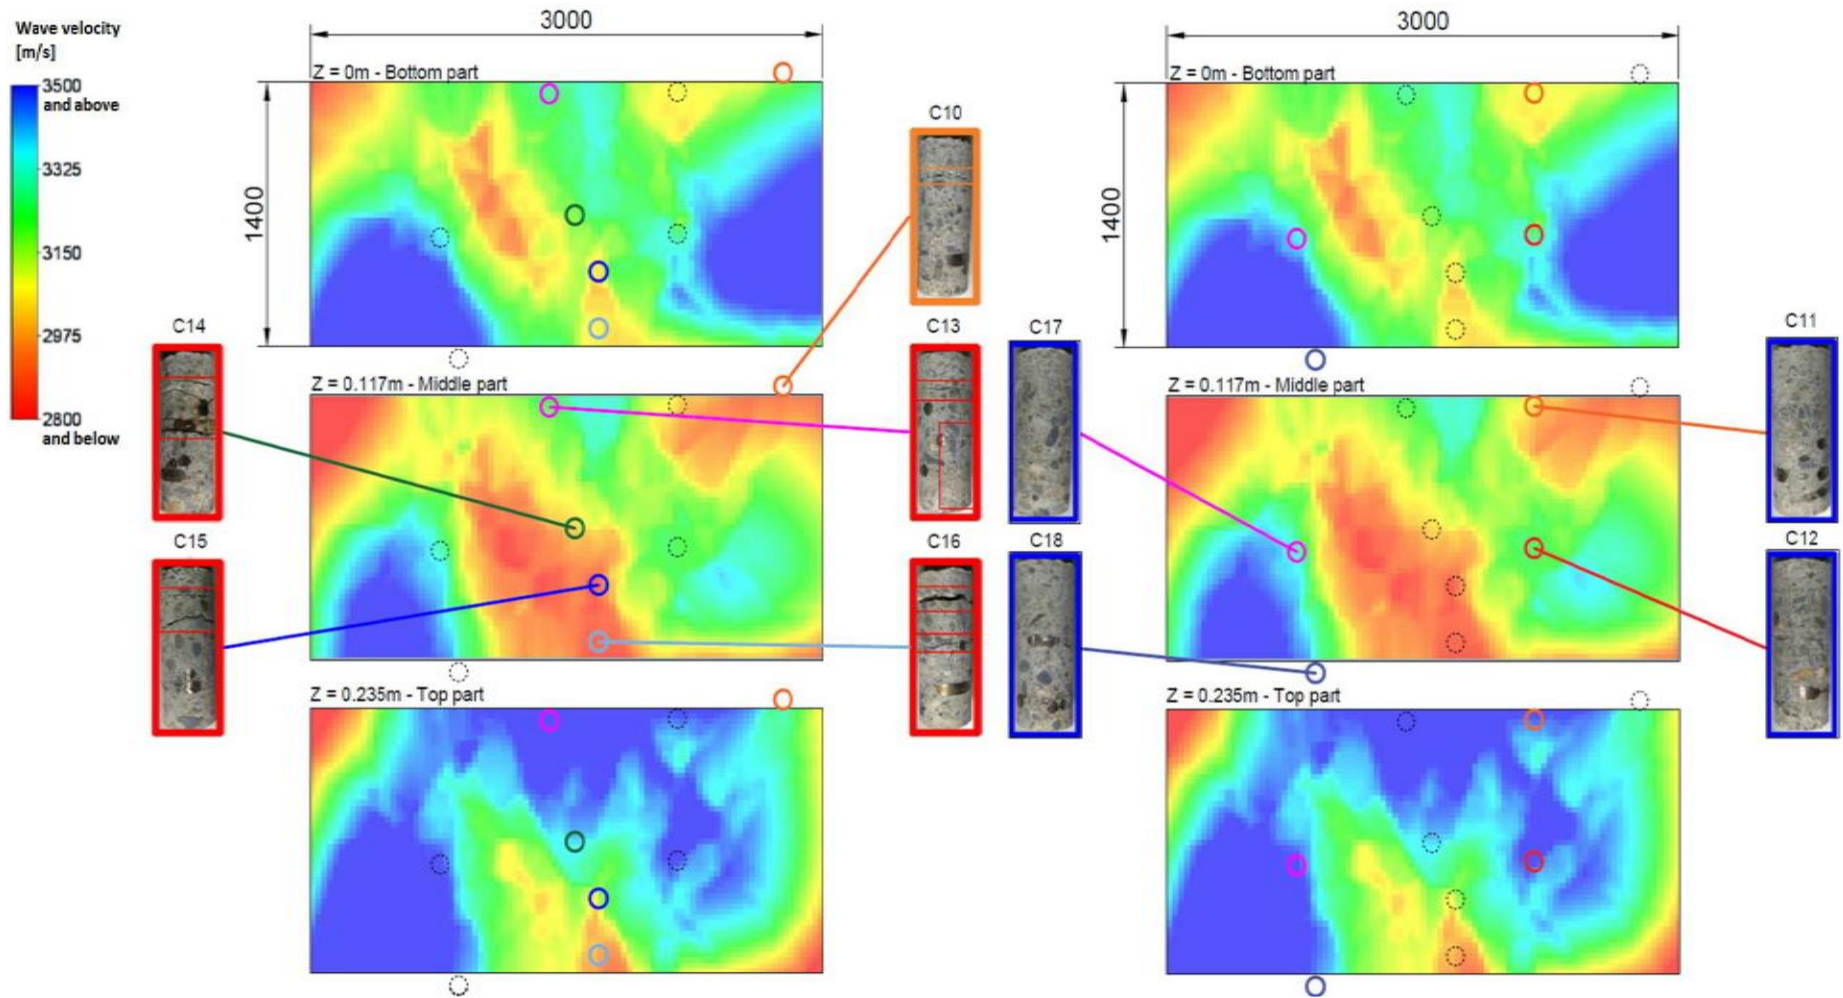 Wave velocity
[m/s]
3500
and above
3325
3150
2975
2800
and below
3000
Z = 0m - Bottom part
1400
Z = 0.117m - Middle part
Z = 0.235m - Top part
C14
C15
C10
C13
C16
3000
Z = 0m - Bottom part
1400
Z = 0.117m - Middle part
Z = 0.235m - Top part
C17
C18
C11
C12